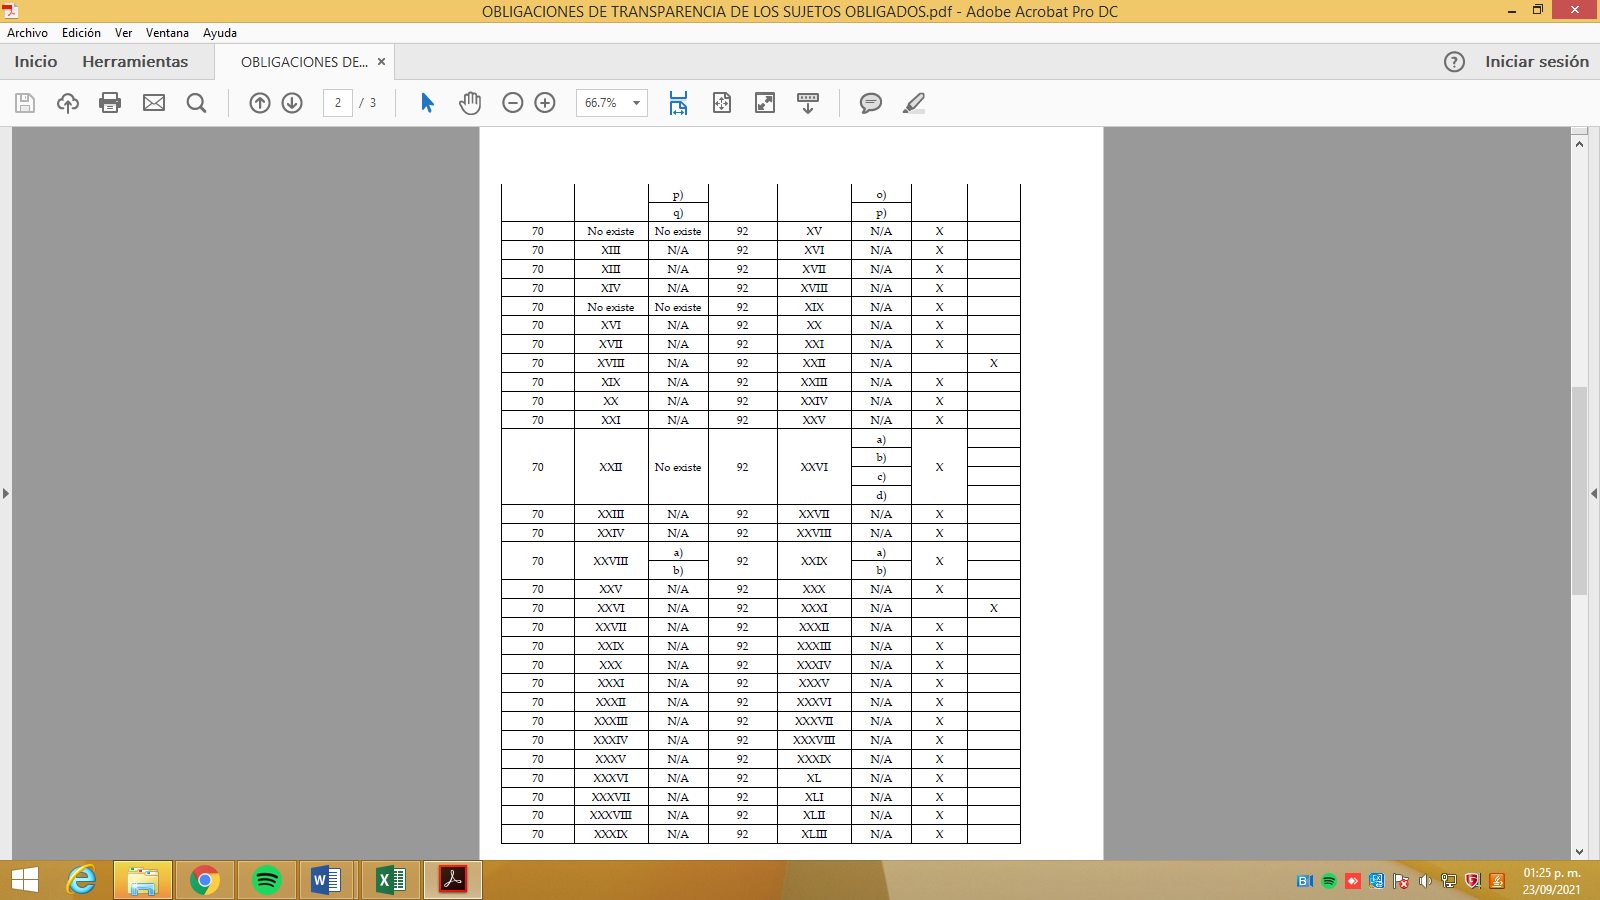 OBLIGACIONES DE TRANSPARENCIA DE LOS SUJETOS OBLIGADOS.pdf - Adobe Acrobat Pro DC
Archivo Edición Ver Ventana Ayuda
Inicio Herramientas OBLIGACIONES DE... × ? Iniciar sesión
2 / 3 66.7%
p) o)
q) p)
70 No existe No existe 92 XV N/A X
70 XIII N/A 92 XVI N/A X
70 XIII N/A 92 XVII N/A X
70 XIV N/A 92 XVIII N/A X
70 No existe No existe 92 XIX N/A X
70 XVI N/A 92 XX N/A X
70 XVII N/A 92 XXI N/A X
70 XVIII N/A 92 XXII N/A X
70 XIX N/A 92 XXIII N/A X
70 XX N/A 92 XXIV N/A X
70 XXI N/A 92 XXV N/A X
a)
b)
70 XXII No existe 92 XXVI X
c)
d)
70 XXIII N/A 92 XXVII N/A X
70 XXIV N/A 92 XXVIII N/A X
a) a)
70 XXVIII 92 XXIX X
b) b)
70 XXV N/A 92 XXX N/A X
70 XXVI N/A 92 XXXI N/A X
70 XXVII N/A 92 XXXII N/A X
70 XXIX N/A 92 XXXIII N/A X
70 XXX N/A 92 XXXIV N/A X
70 XXXI N/A 92 XXXV N/A X
70 XXXII N/A 92 XXXVI N/A X
70 XXXIII N/A 92 XXXVII N/A X
70 XXXIV N/A 92 XXXVIII N/A X
70 XXXV N/A 92 XXXIX N/A X
70 XXXVI N/A 92 XL N/A X
70 XXXVII N/A 92 XLI N/A X
70 XXXVIII N/A 92 XLII N/A X
70 XXXIX N/A 92 XLIII N/A X
01:25 p. m.
23/09/2021